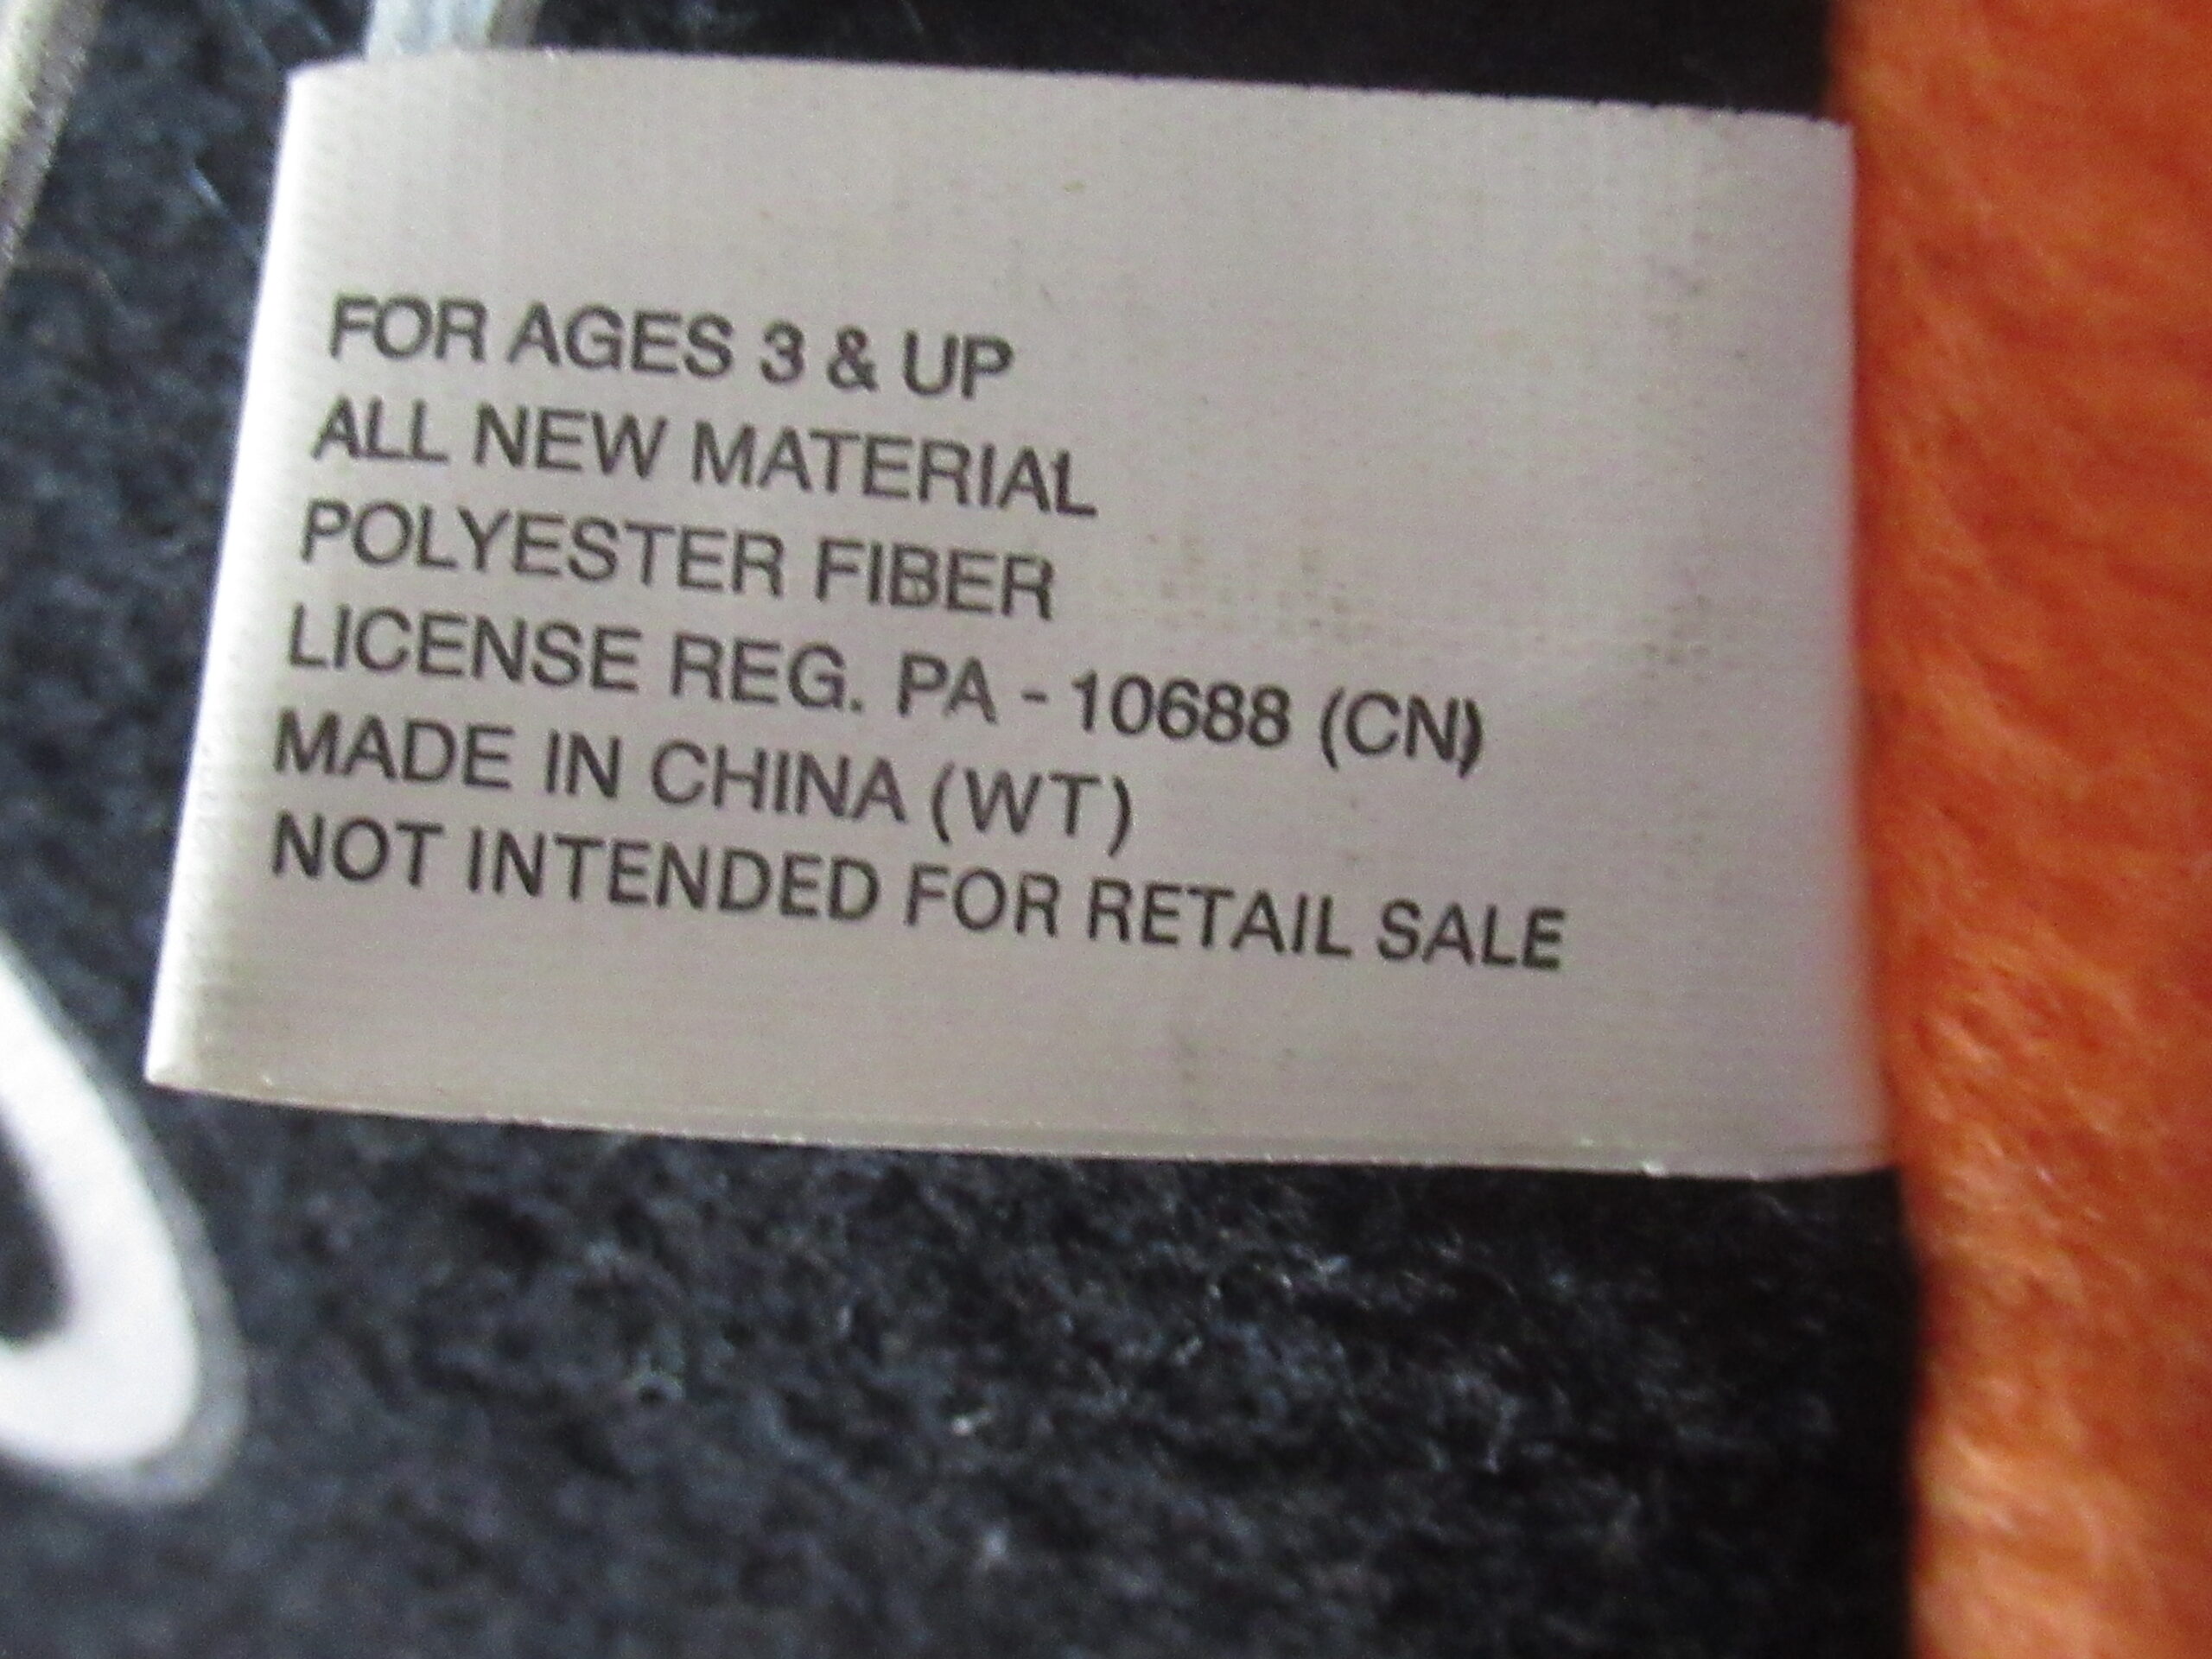 FOR AGES 3 & UP
ALL NEW MATERIAL
POLYESTER FIBER
LICENSE REG. PA - 10688 (CN)
MADE IN CHINA (WT)
NOT INTENDED FOR RETAIL SALE